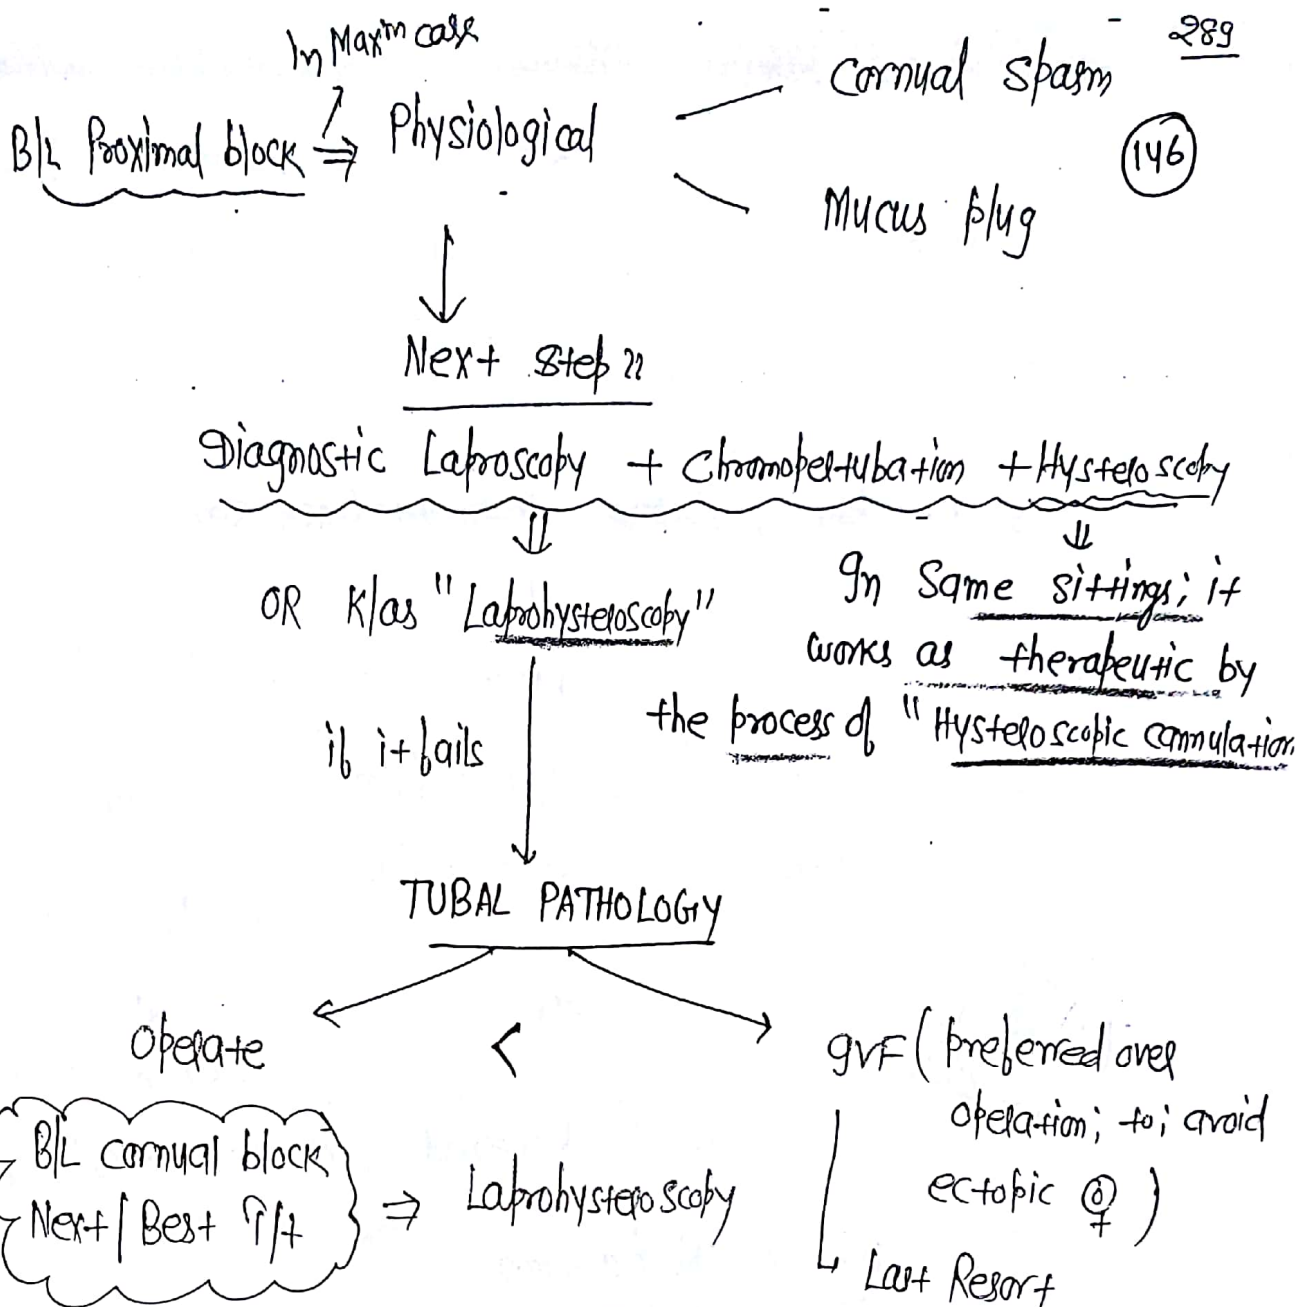 289
In Maxm case
B/L Proximal block ⇒ Physiological
Cornual spasm
Mucus plug
146
Next step
Diagnostic Laproscopy + Chromopertubation + Hysteroscopy
OR K/as "Laprohysteroscopy"
In Same sittings; it
works as therapeutic by
the process of "Hysteroscopic cannulation
if it fails
TUBAL PATHOLOGY
Operate < IVF (preferred over
operation; to; avoid
ectopic
)
Last Resort
B/L cornual block
Next / Best T/t
⇒ Laprohysteroscopy